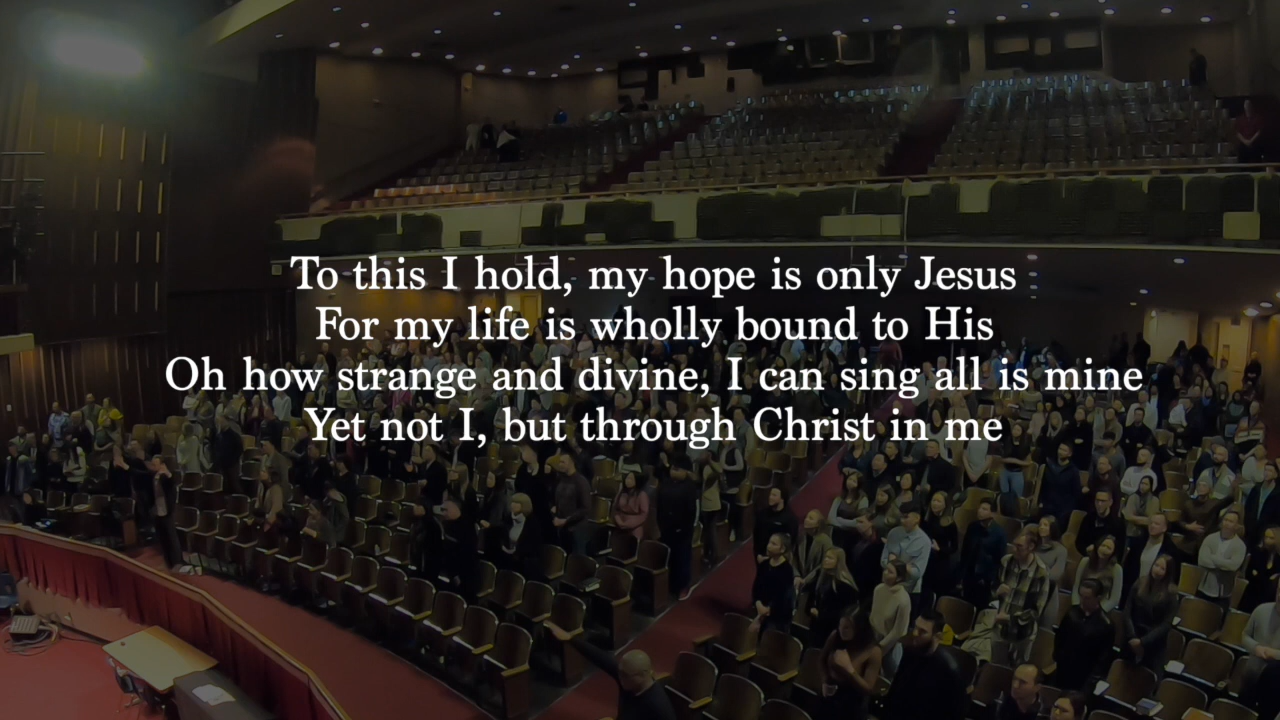 To this I hold, my hope is only Jesus
For my life is wholly bound to His
Oh how strange and divine, I can sing all is mine
Yet not I, but through Christ in me